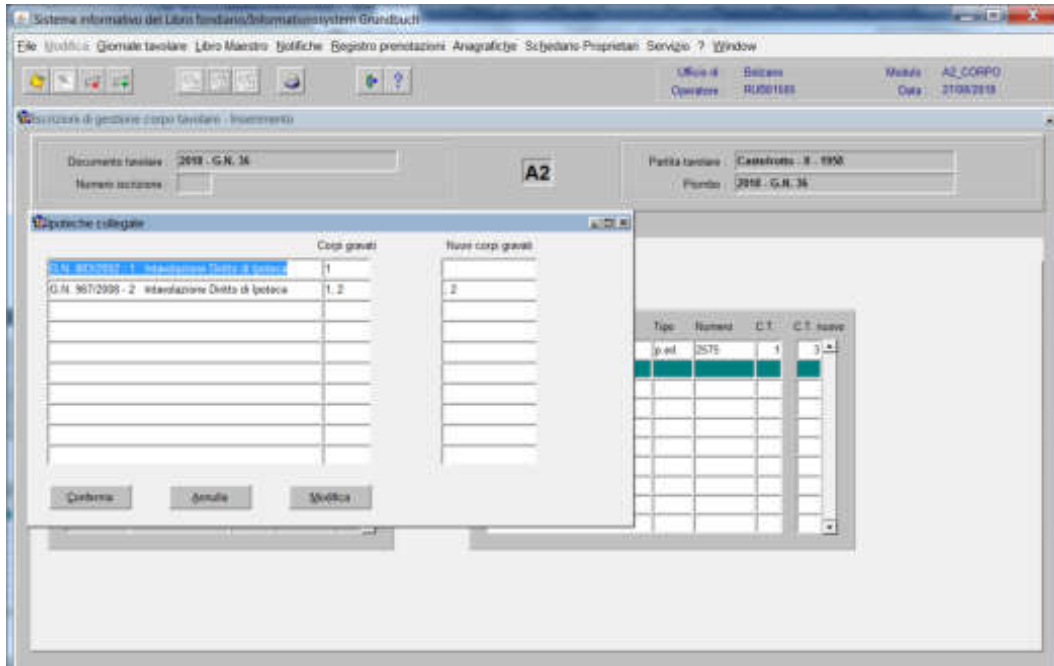 Sistema informativo del Libro fondiario/Informationssystem Grundbuch
File Modifica Giornale tavolare Libro Maestro Notifiche Registro prenotazioni Anagrafiche Schedario Proprietari Servizio ? Window
Ufficio di Bolzano Modulo A2_CORPO
Operatore Data
Iscrizioni di gestione corpo tavolare - Inserimento
Documento tavolare 2018 - G.N. 36 A2 Partita tavolare - II - 1950
Numero iscrizione Piombo 2018 - G.N. 36
Ipoteche collegate
Corpi gravati Nuovi corpi gravati
Intavolazione Diritto di Ipoteca 1
G.N. 967/2008 - 2 Intavolazione Diritto di Ipoteca 1, 2 2
Tipo Numero C.T. C.T. nuovo
p.ed. 2575 1 3
Conferma Annulla Modifica